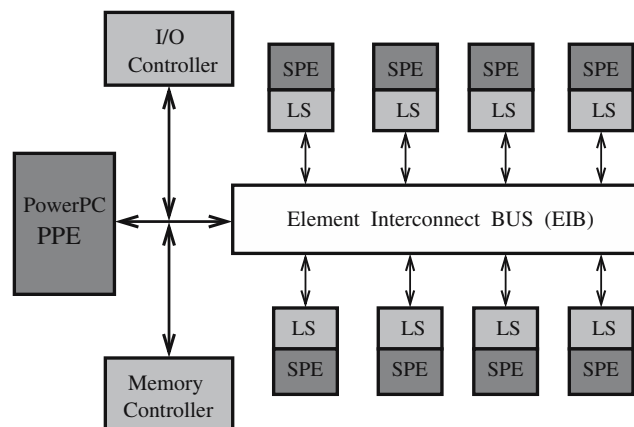 I/O
Controller
SPE
SPE
SPE
SPE
LS
LS
LS
LS
PowerPC
PPE
Element Interconnect BUS (EIB)
LS
LS
LS
LS
SPE
SPE
SPE
SPE
Memory
Controller